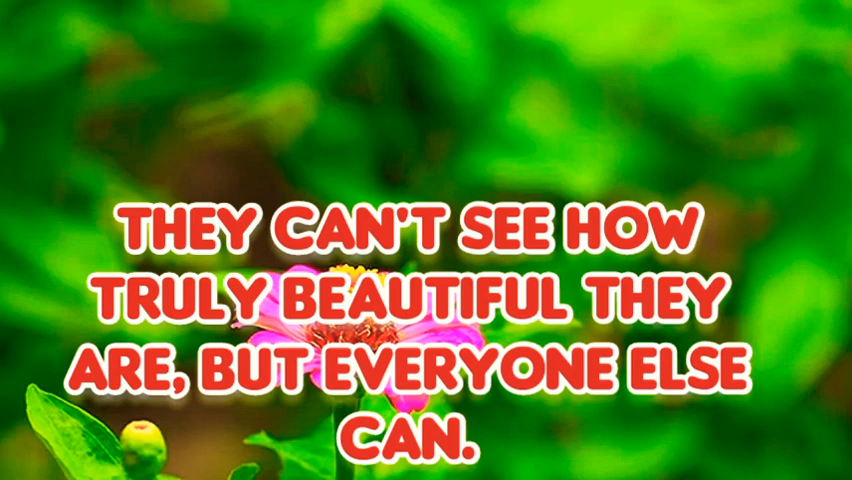 THEY CAN'T SEE HOW
TRULY BEAUTIFUL THEY
ARE, BUT EVERYONE ELSE
CAN.